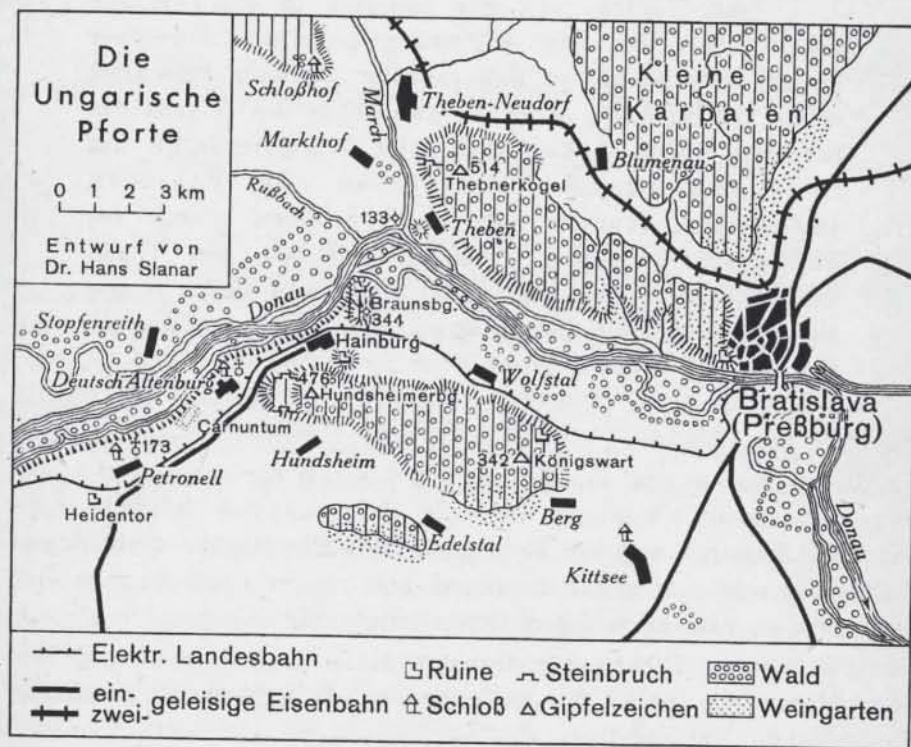 Die
Ungarische
Pforte
0 1 2 3 km
Entwurf von
Dr. Hans Slanar
Schloßhof
March
Theben-Neudorf
Kleine
Karpaten
Markthof
514
Thebnerkogel
Blumenau
Rußbach
133
Theben
Donau
Braunsbg.
344
Stopfenreith
Hainburg
Deutsch Altenburg
476
Hundsheimerbg.
Wolfstal
Bratislava
(Preßburg)
Carnuntum
173
Petronell
Hundsheim
342
Königswart
Heidentor
Berg
Edelstal
Kittsee
Donau
Elektr. Landesbahn
ein-
zwei- geleisige Eisenbahn
Ruine
Steinbruch
Wald
Schloß
Gipfelzeichen
Weingarten